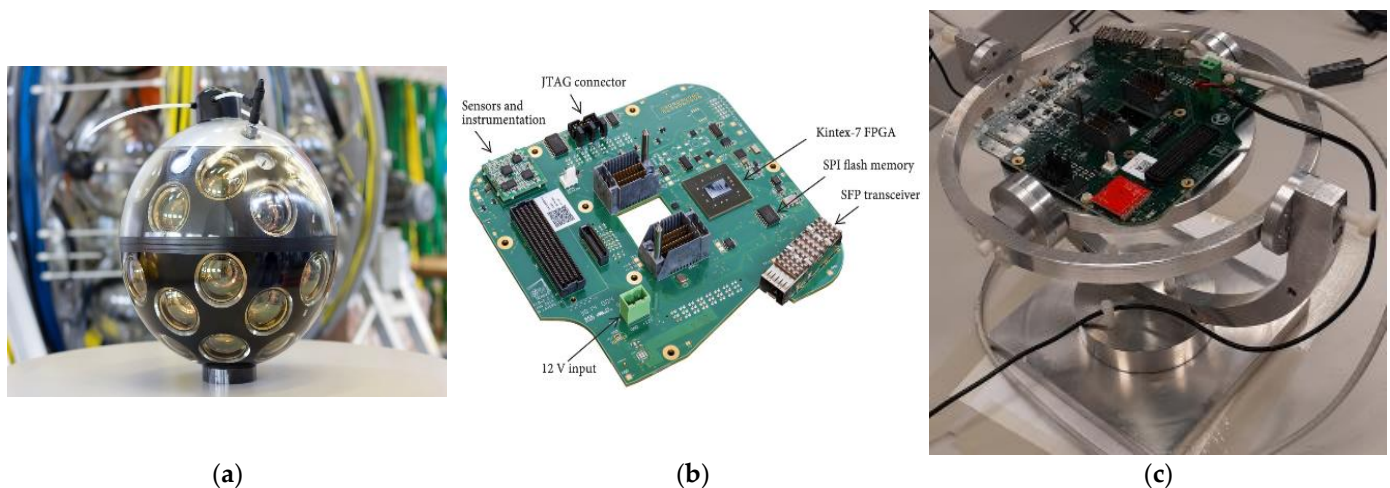 JTAG connector
Sensors and
instrumentation
Kintex-7 FPGA
SPI flash memory
SFP transceiver
12 V input
(a)
(b)
(c)